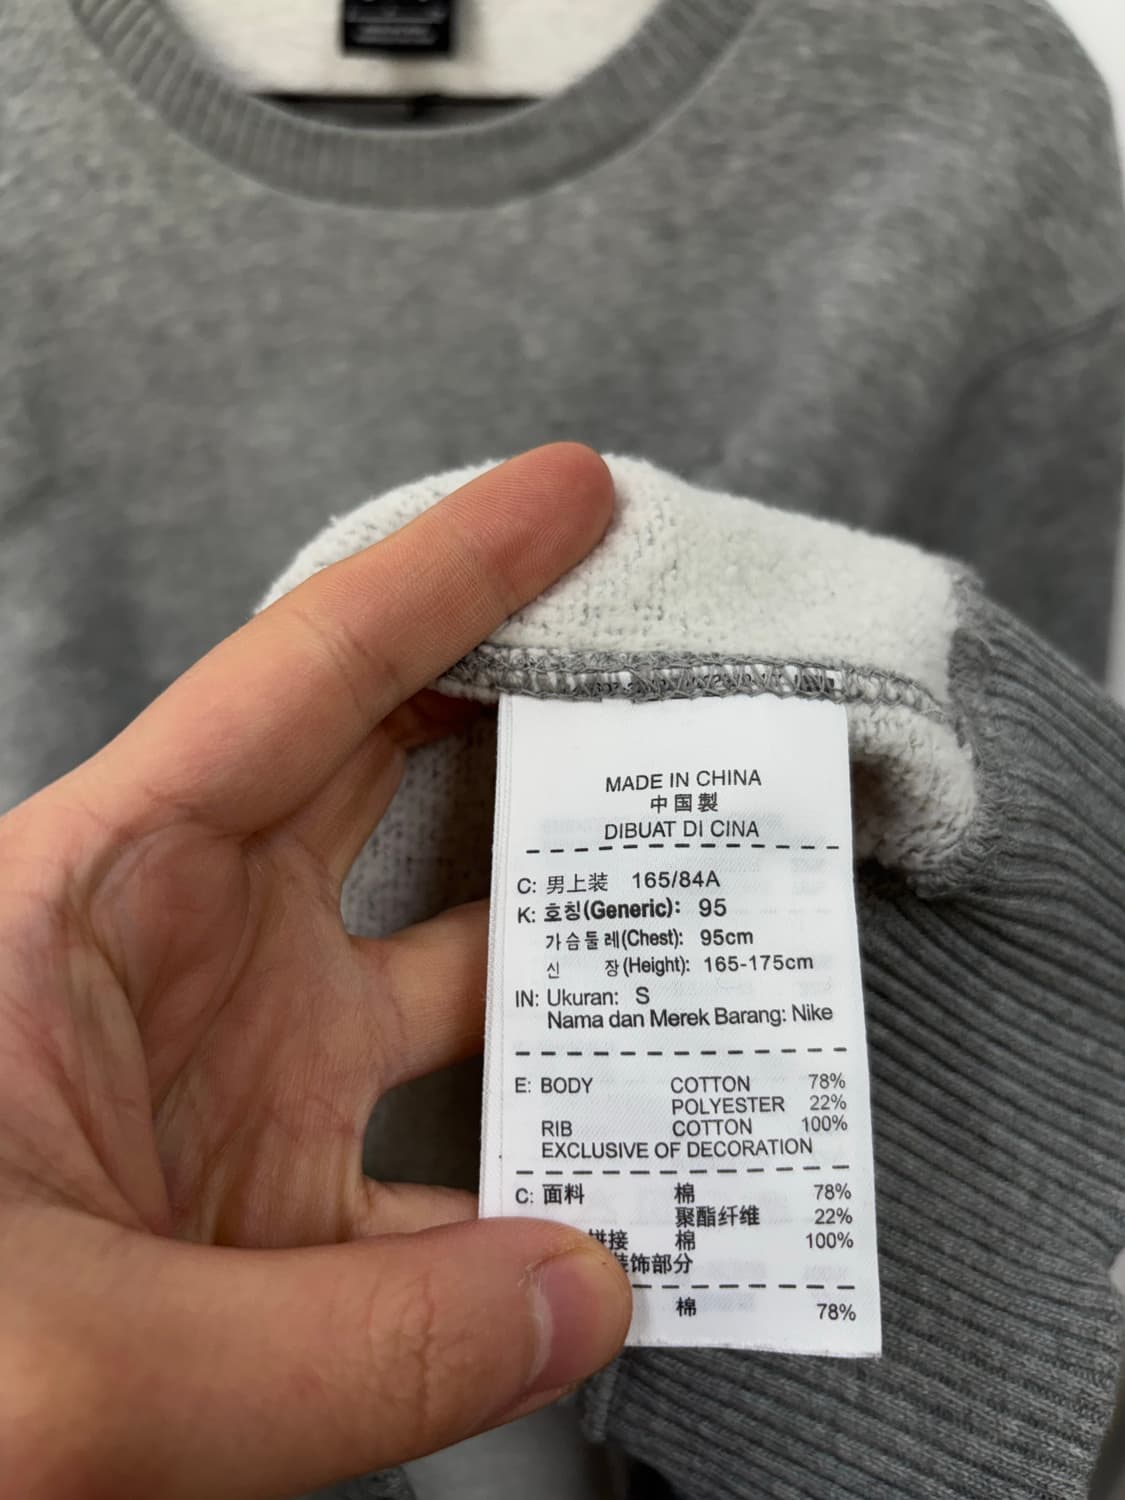 MADE IN CHINA
中国製
DIBUAT DI CINA
C: 男上装 165/84A
K: 호칭(Generic): 95
가슴둘레(Chest): 95cm
신 장(Height): 165-175cm
IN: Ukuran: S
Nama dan Merek Barang: Nike
E: BODY COTTON 78%
POLYESTER 22%
RIB COTTON 100%
EXCLUSIVE OF DECORATION
C: 面料 棉 78%
聚酯纤维 22%
拼接 棉 100%
装饰部分
棉 78%